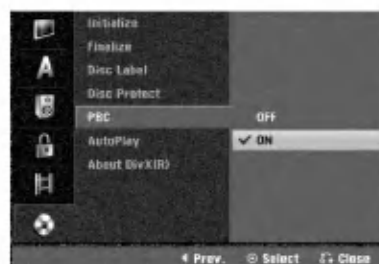 Initialize
Finalize
Disc Label
Disc Protect
PBC
OFF
AutoPlay
✓ ON
About DivX(R)
A
Prev.
Select
Close